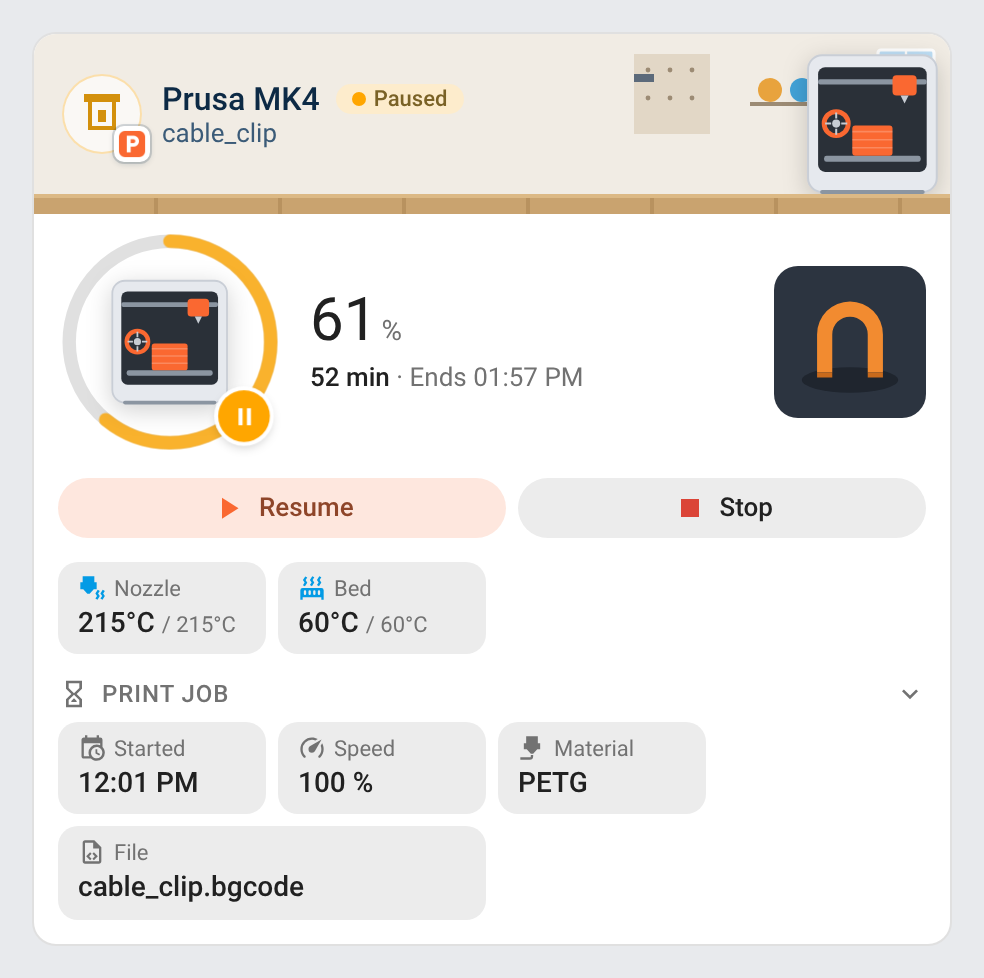 Prusa MK4
Paused
cable_clip
P
61 %
52 min · Ends 01:57 PM
Resume
Stop
Nozzle
215°C / 215°C
Bed
60°C / 60°C
PRINT JOB
Started
12:01 PM
Speed
100 %
Material
PETG
File
cable_clip.bgcode